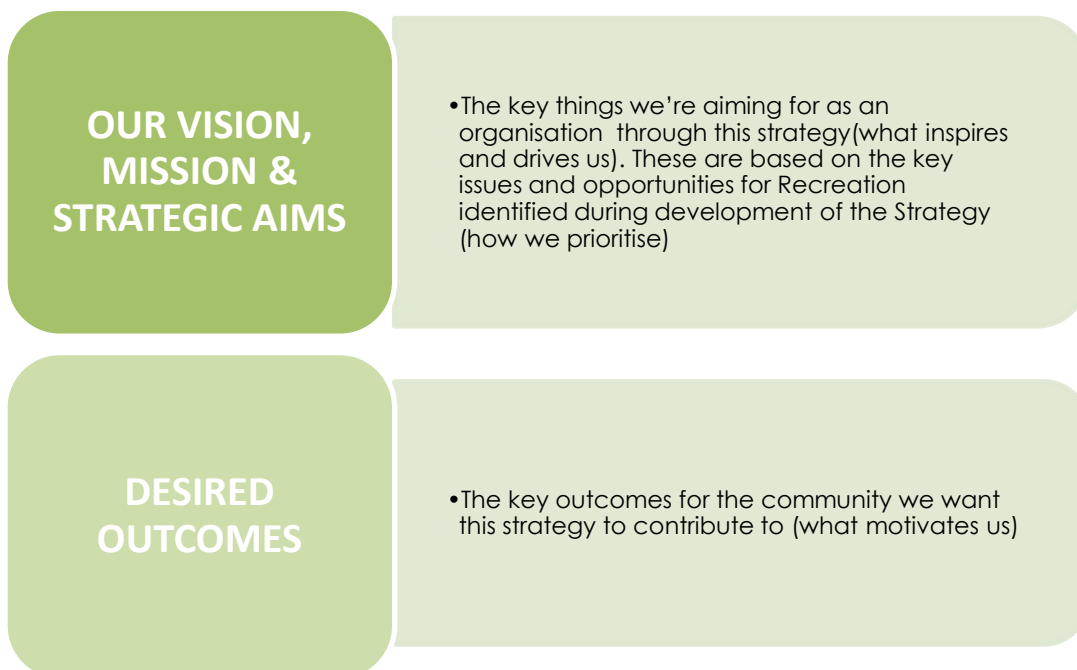 OUR VISION,
MISSION &
STRATEGIC AIMS
•The key things we’re aiming for as an
organisation  through this strategy(what inspires
and drives us). These are based on the key
issues and opportunities for Recreation
identified during development of the Strategy
(how we prioritise)
DESIRED
OUTCOMES
•The key outcomes for the community we want
this strategy to contribute to (what motivates us)